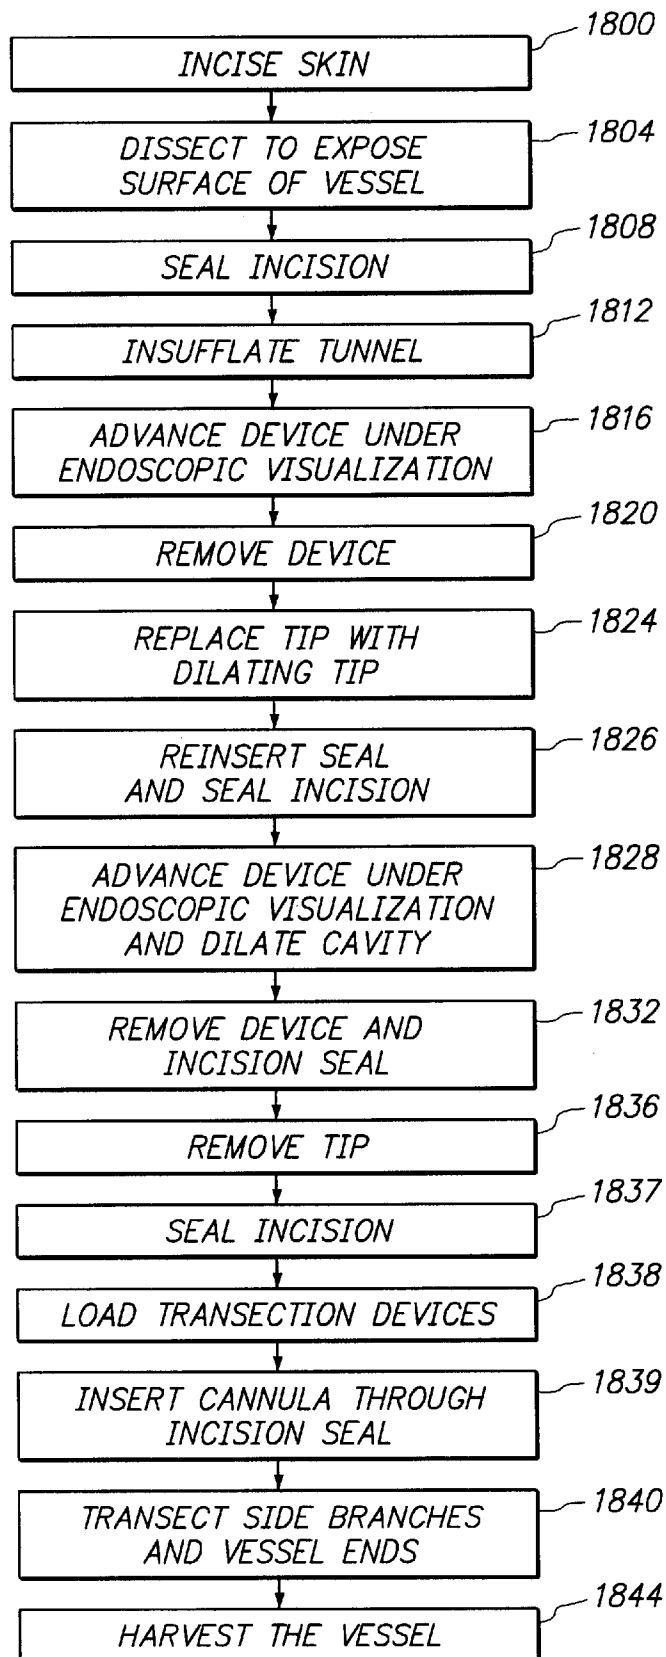 1800
INCISE SKIN
1804
DISSECT TO EXPOSE
SURFACE OF VESSEL
1808
SEAL INCISION
1812
INSUFFLATE TUNNEL
1816
ADVANCE DEVICE UNDER
ENDOSCOPIC VISUALIZATION
1820
REMOVE DEVICE
1824
REPLACE TIP WITH
DILATING TIP
1826
REINSERT SEAL
AND SEAL INCISION
1828
ADVANCE DEVICE UNDER
ENDOSCOPIC VISUALIZATION
AND DILATE CAVITY
1832
REMOVE DEVICE AND
INCISION SEAL
1836
REMOVE TIP
1837
SEAL INCISION
1838
LOAD TRANSECTION DEVICES
1839
INSERT CANNULA THROUGH
INCISION SEAL
1840
TRANSECT SIDE BRANCHES
AND VESSEL ENDS
1844
HARVEST THE VESSEL